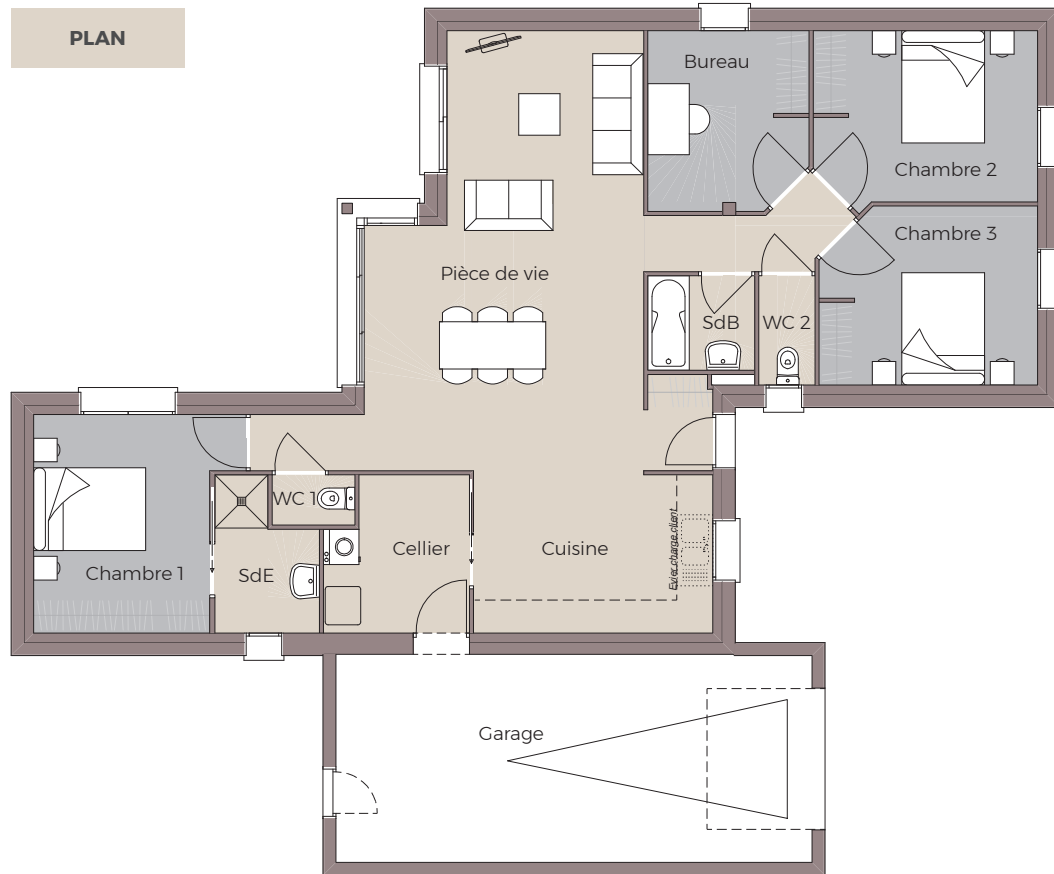 PLAN
Bureau
Chambre 2
Chambre 3
Pièce de vie
SdB
WC 2
WC 1
Chambre 1
SdE
Cellier
Cuisine
Evier charge client
Garage